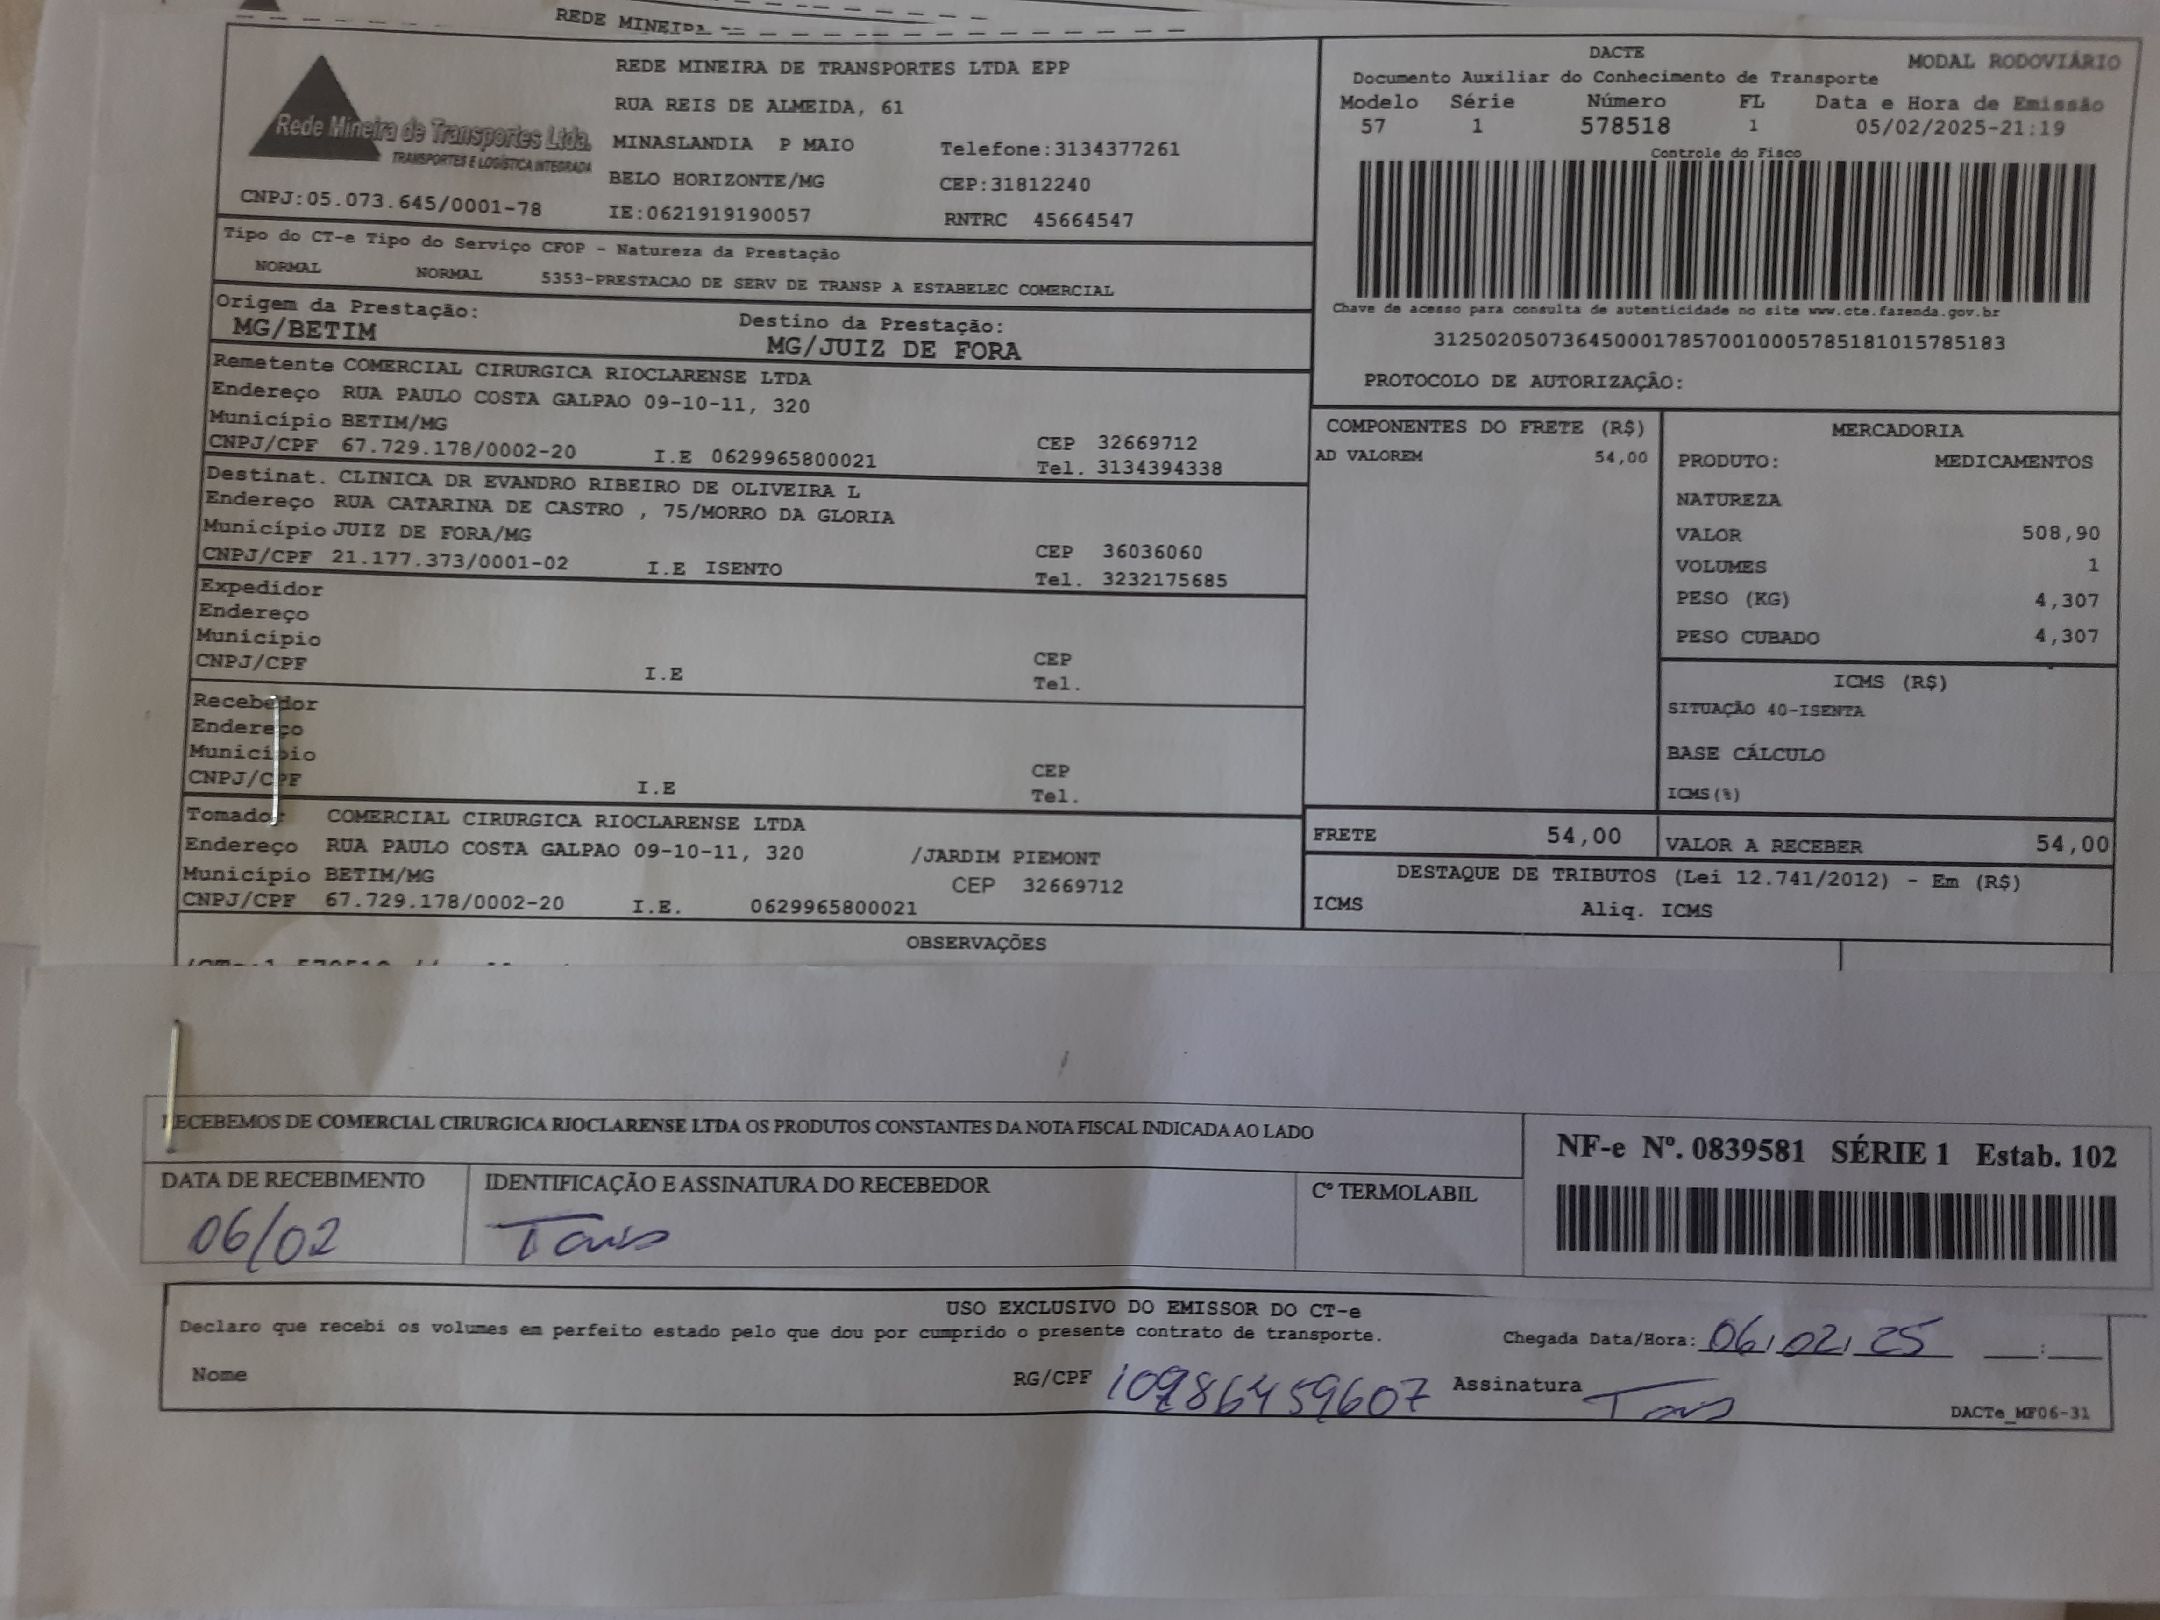 REDE MINEIRA
Rede Mineira de Transportes Ltda.
TRANSPORTES E LOGÍSTICA INTEGRADA
CNPJ:05.073.645/0001-78
REDE MINEIRA DE TRANSPORTES LTDA EPP
RUA REIS DE ALMEIDA, 61
MINASLANDIA P MAIO Telefone:3134377261
BELO HORIZONTE/MG CEP:31812240
IE:0621919190057 RNTRC 45664547
DACTE MODAL RODOVIÁRIO
Documento Auxiliar do Conhecimento de Transporte
Modelo Série Número FL Data e Hora de Emissão
57 1 578518 1 05/02/2025-21:19
Controle do Fisco
Chave de acesso para consulta de autenticidade no site www.cte.fazenda.gov.br
31250205073645000178570010005785181015785183
PROTOCOLO DE AUTORIZAÇÃO:
Tipo do CT-e Tipo do Serviço CFOP - Natureza da Prestação
NORMAL NORMAL 5353-PRESTACAO DE SERV DE TRANSP A ESTABELEC COMERCIAL
Origem da Prestação: Destino da Prestação:
MG/BETIM MG/JUIZ DE FORA
Remetente COMERCIAL CIRURGICA RIOCLARENSE LTDA
Endereço RUA PAULO COSTA GALPAO 09-10-11, 320
Município BETIM/MG CEP 32669712
CNPJ/CPF 67.729.178/0002-20 I.E 0629965800021 Tel. 3134394338
Destinat. CLINICA DR EVANDRO RIBEIRO DE OLIVEIRA L
Endereço RUA CATARINA DE CASTRO , 75/MORRO DA GLORIA
Município JUIZ DE FORA/MG CEP 36036060
CNPJ/CPF 21.177.373/0001-02 I.E ISENTO Tel. 3232175685
Expedidor
Endereço
Município CEP
CNPJ/CPF I.E Tel.
Recebedor
Endereço
Município CEP
CNPJ/CPF I.E Tel.
Tomador COMERCIAL CIRURGICA RIOCLARENSE LTDA
Endereço RUA PAULO COSTA GALPAO 09-10-11, 320 /JARDIM PIEMONT
Município BETIM/MG CEP 32669712
CNPJ/CPF 67.729.178/0002-20 I.E. 0629965800021
COMPONENTES DO FRETE (R$)
AD VALOREM 54,00
MERCADORIA
PRODUTO: MEDICAMENTOS
NATUREZA
VALOR 508,90
VOLUMES 1
PESO (KG) 4,307
PESO CUBADO 4,307
ICMS (R$)
SITUAÇÃO 40-ISENTA
BASE CÁLCULO
ICMS(%)
FRETE 54,00 VALOR A RECEBER 54,00
DESTAQUE DE TRIBUTOS (Lei 12.741/2012) - Em (R$)
ICMS Aliq. ICMS
OBSERVAÇÕES
RECEBEMOS DE COMERCIAL CIRURGICA RIOCLARENSE LTDA OS PRODUTOS CONSTANTES DA NOTA FISCAL INDICADA AO LADO
NF-e Nº. 0839581 SÉRIE 1 Estab. 102
DATA DE RECEBIMENTO IDENTIFICAÇÃO E ASSINATURA DO RECEBEDOR Cº TERMOLABIL
06/02
USO EXCLUSIVO DO EMISSOR DO CT-e
Declaro que recebi os volumes em perfeito estado pelo que dou por cumprido o presente contrato de transporte. Chegada Data/Hora: 06/02/25 __:__
Nome RG/CPF 10986459607 Assinatura
DACTe_MF06-31